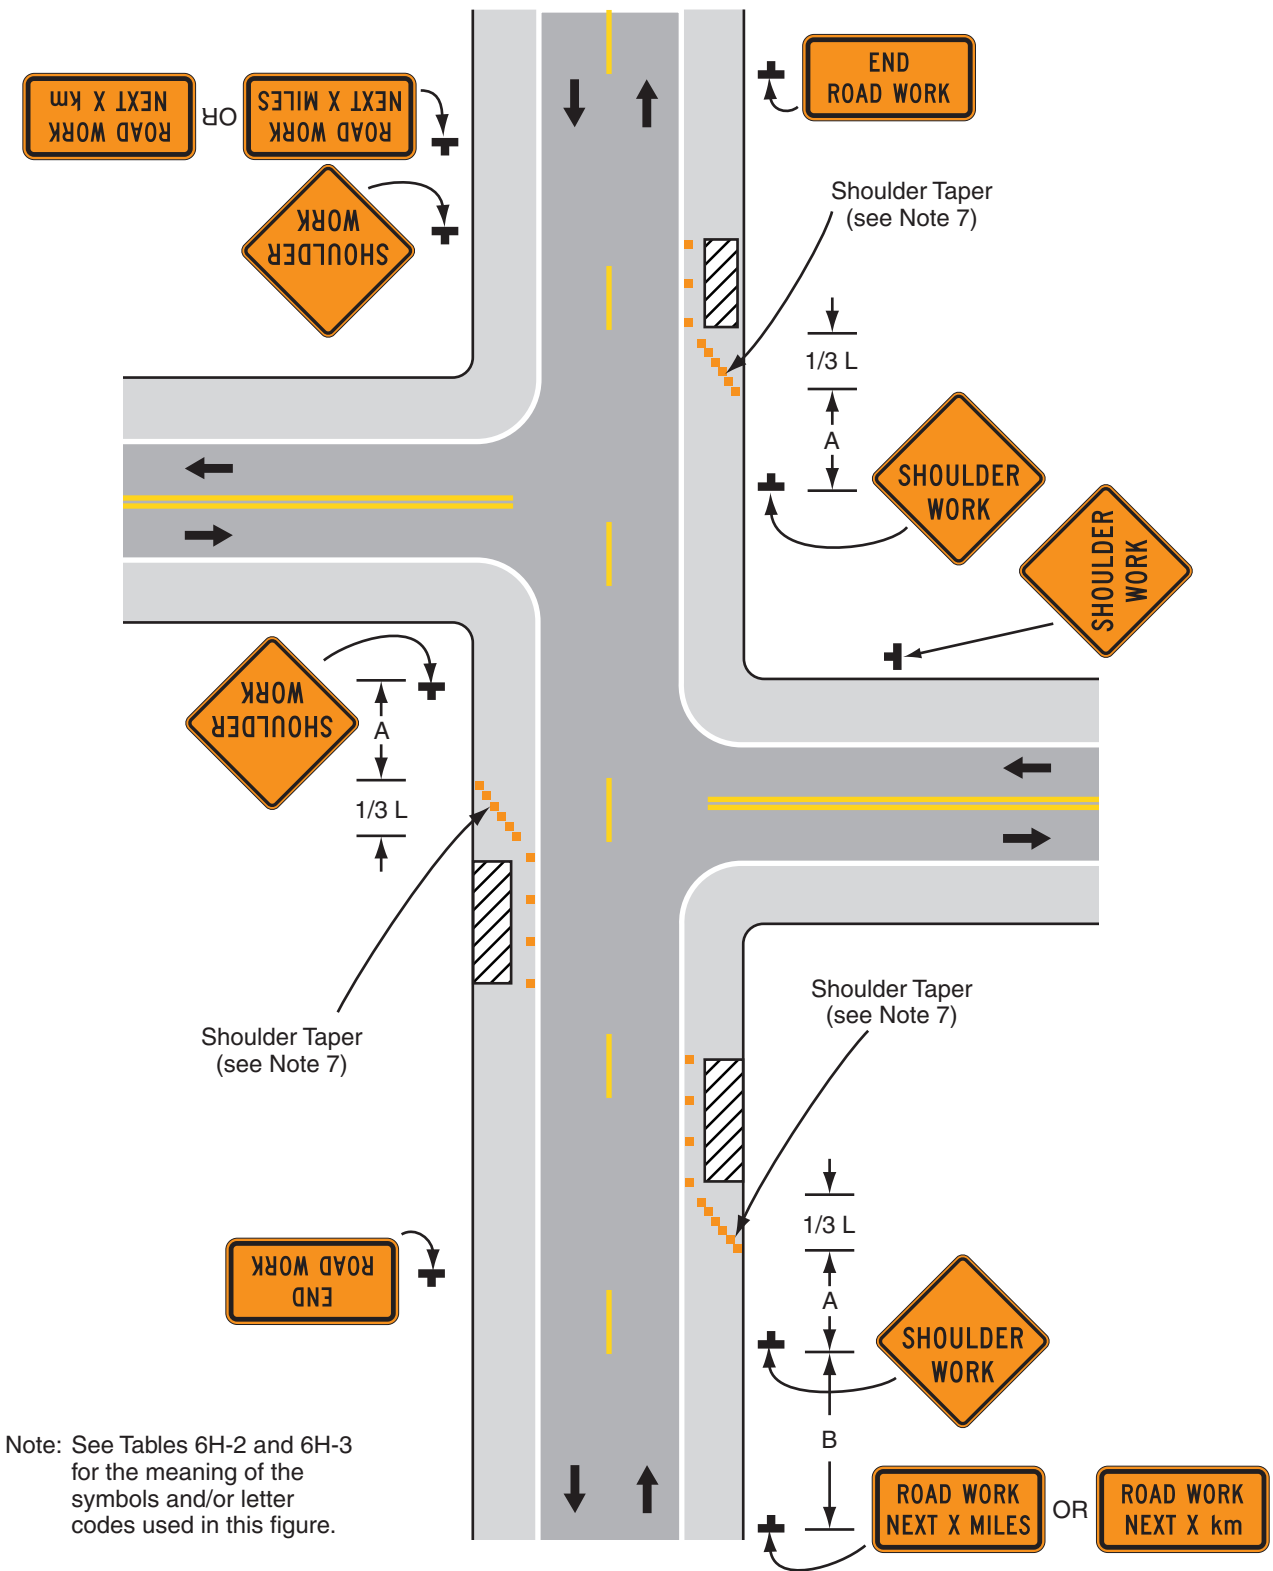 END
ROAD WORK
ROAD WORK
NEXT X km
OR
ROAD WORK
NEXT X MILES
SHOULDER
WORK
Shoulder Taper
(see Note 7)
1/3 L
A
SHOULDER
WORK
SHOULDER
WORK
SHOULDER
WORK
A
1/3 L
Shoulder Taper
(see Note 7)
Shoulder Taper
(see Note 7)
1/3 L
A
END
ROAD WORK
SHOULDER
WORK
B
ROAD WORK
NEXT X MILES
OR
ROAD WORK
NEXT X km
Note: See Tables 6H-2 and 6H-3
for the meaning of the
symbols and/or letter
codes used in this figure.